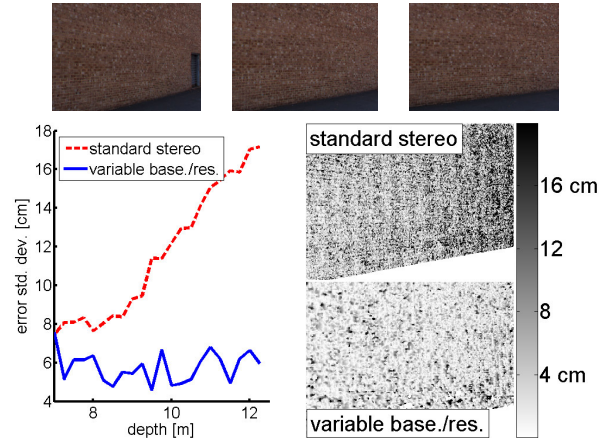 18
16
14
12
10
8
6
4
error std. dev. [cm]
standard stereo
variable base./res.
8
10
12
depth [m]
standard stereo
variable base./res.
16 cm
12
8
4 cm